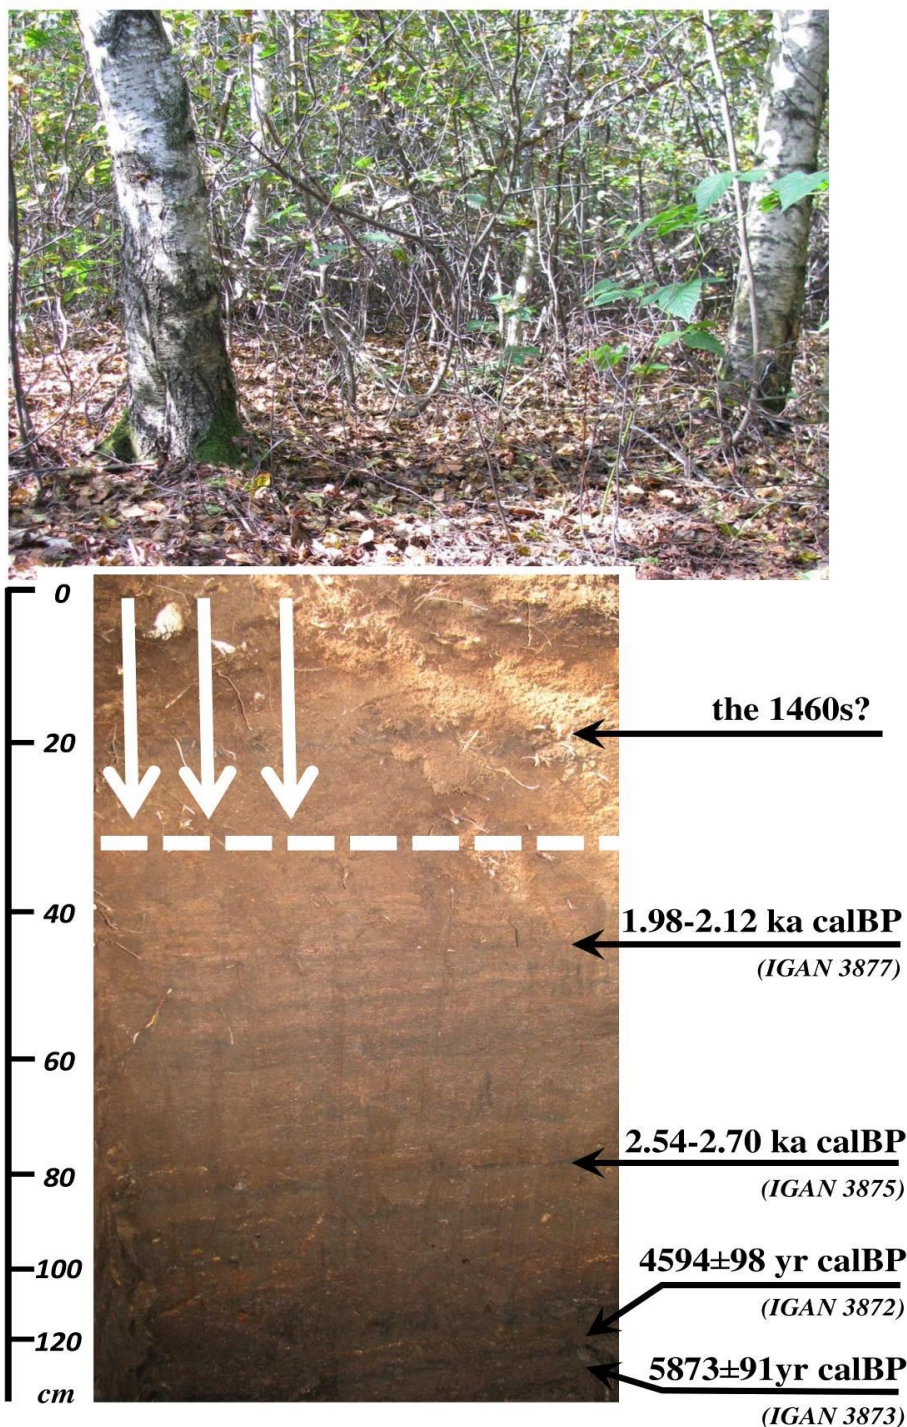 0
the 1460s?
20
40
1.98-2.12 ka calBP
(IGAN 3877)
60
2.54-2.70 ka calBP
80
(IGAN 3875)
4594±98 yr calBP
100
(IGAN 3872)
120
5873±91yr calBP
cm
(IGAN 3873)